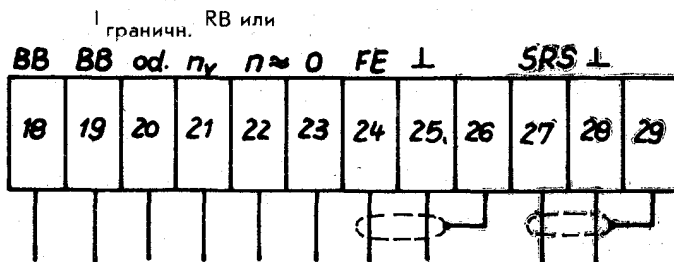 I граничн. RB или
BB BB od. nᵧ n≈ 0 FE ⊥ SRS ⊥
18 19 20 21 22 23 24 25. 26 27 28 29